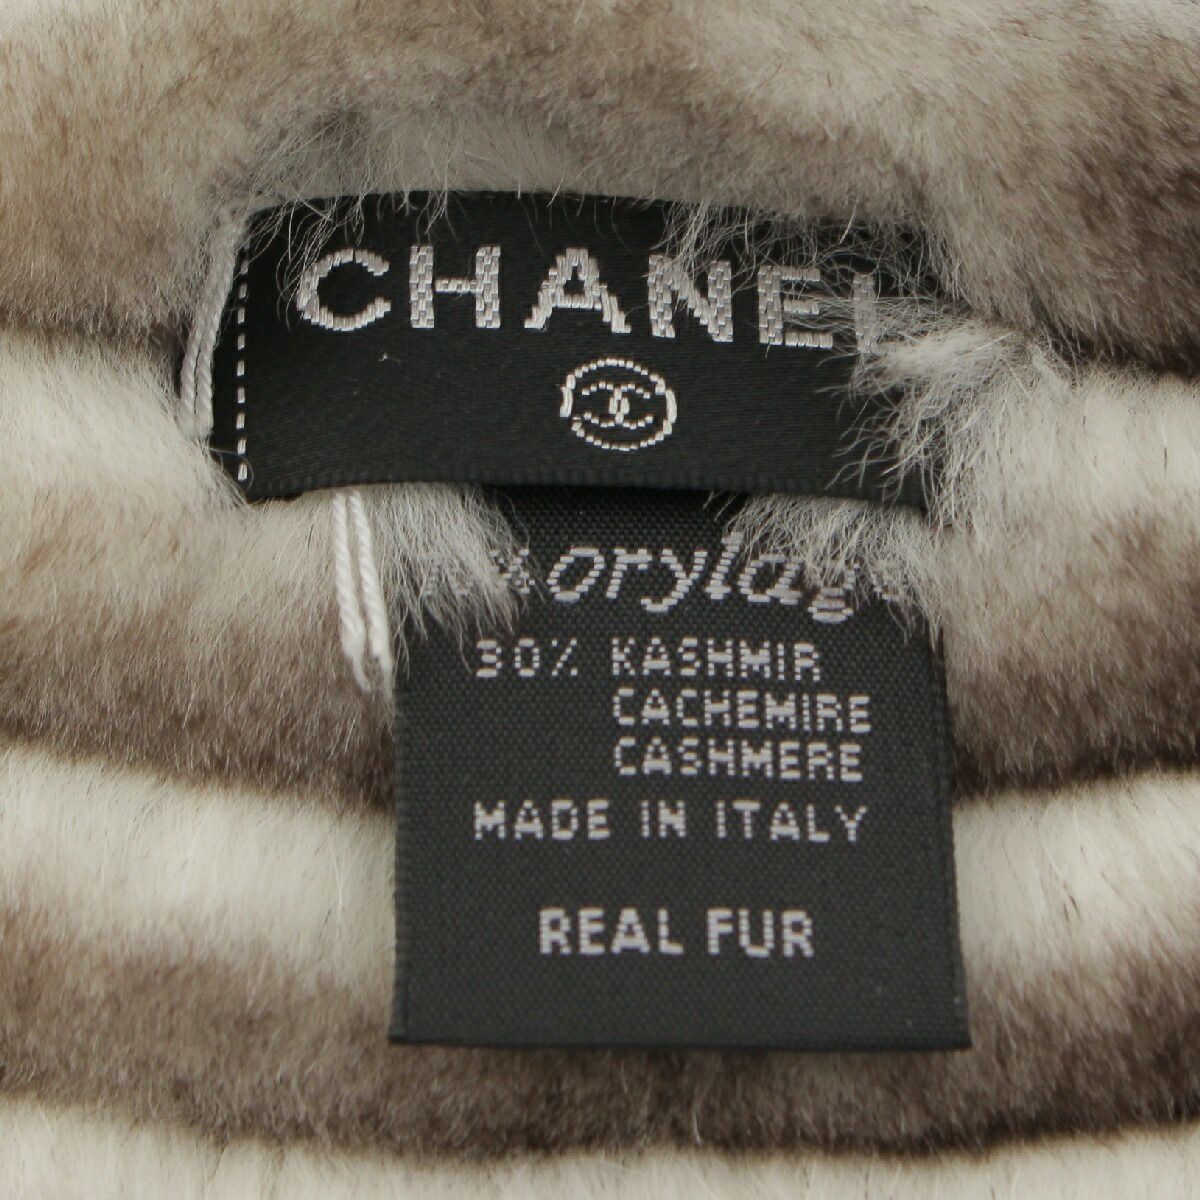 CHANEL
orylag
30% KASHMIR
CACHEMIRE
CASHMERE
MADE IN ITALY
REAL FUR